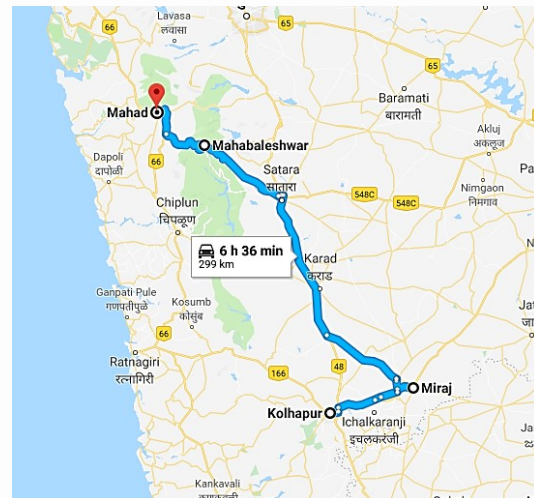 Lavasa
लवासा
66
65
65
Mahad
Baramati
बारामती
Mahabaleshwar
Akluj
अकलूज
Dapoli
दापोली
66
Satara
सातारा
548C
548C
Nimgaon
निमगाव
Chiplun
चिपळूण
6 h 36 min
299 km
Karad
कराड
Ganpati Pule
गणपतीपुळे
Kosumb
कोसुंब
66
Ratnagiri
रत्नागिरी
166
48
Miraj
Kolhapur
Ichalkaranji
इचलकरंजी
Kankavali